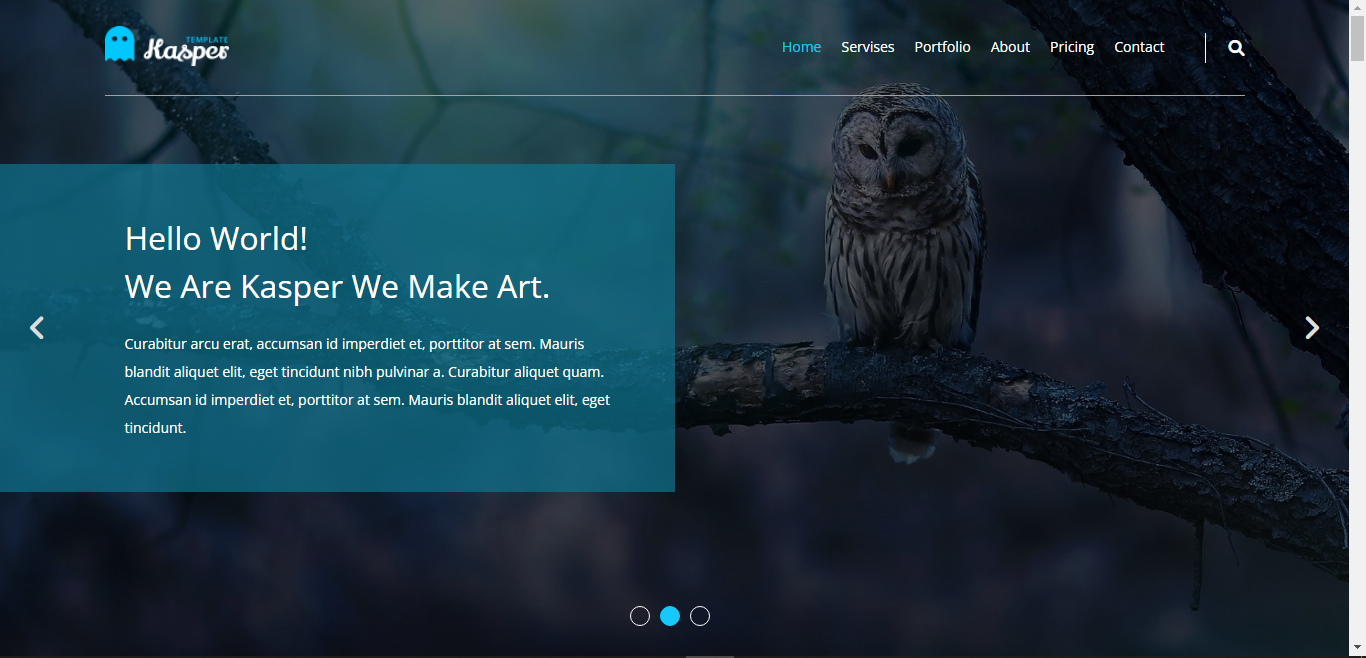 TEMPLATE
Kasper
Home Servises Portfolio About Pricing Contact
Hello World!
We Are Kasper We Make Art.
Curabitur arcu erat, accumsan id imperdiet et, porttitor at sem. Mauris
blandit aliquet elit, eget tincidunt nibh pulvinar a. Curabitur aliquet quam.
Accumsan id imperdiet et, porttitor at sem. Mauris blandit aliquet elit, eget
tincidunt.